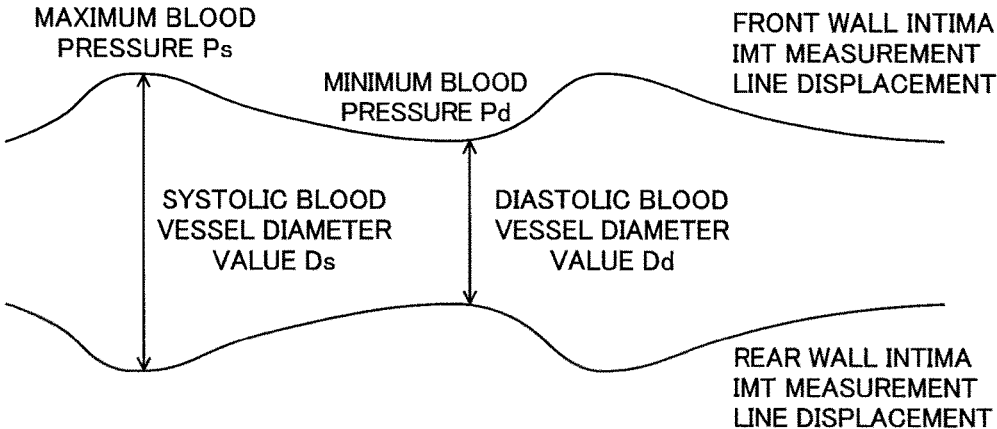 MAXIMUM BLOOD
PRESSURE Ps
MINIMUM BLOOD
PRESSURE Pd
FRONT WALL INTIMA
IMT MEASUREMENT
LINE DISPLACEMENT
SYSTOLIC BLOOD
VESSEL DIAMETER
VALUE Ds
DIASTOLIC BLOOD
VESSEL DIAMETER
VALUE Dd
REAR WALL INTIMA
IMT MEASUREMENT
LINE DISPLACEMENT